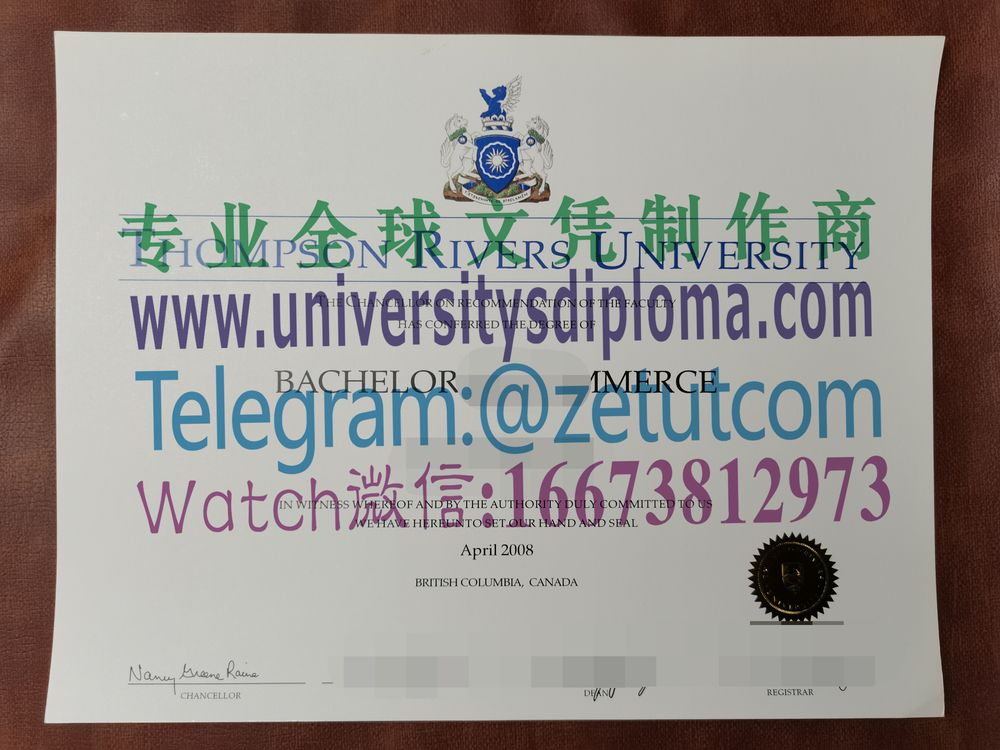 专业全球文凭制作商
THOMPSON RIVERS UNIVERSITY
www.universitysdiploma.com
THE CHANCELLOR ON RECOMMENDATION OF THE FACULTY
HAS CONFERRED THE DEGREE OF
BACHELOR MMERCE
Telegram:@zetutcom
Watch微信:16673812973
IN WITNESS WHEREOF AND BY THE AUTHORITY DULY COMMITTED TO US
WE HAVE HEREUNTO SET OUR HAND AND SEAL
April 2008
BRITISH COLUMBIA, CANADA
Nancy Greene Raine
CHANCELLOR
DEAN
REGISTRAR